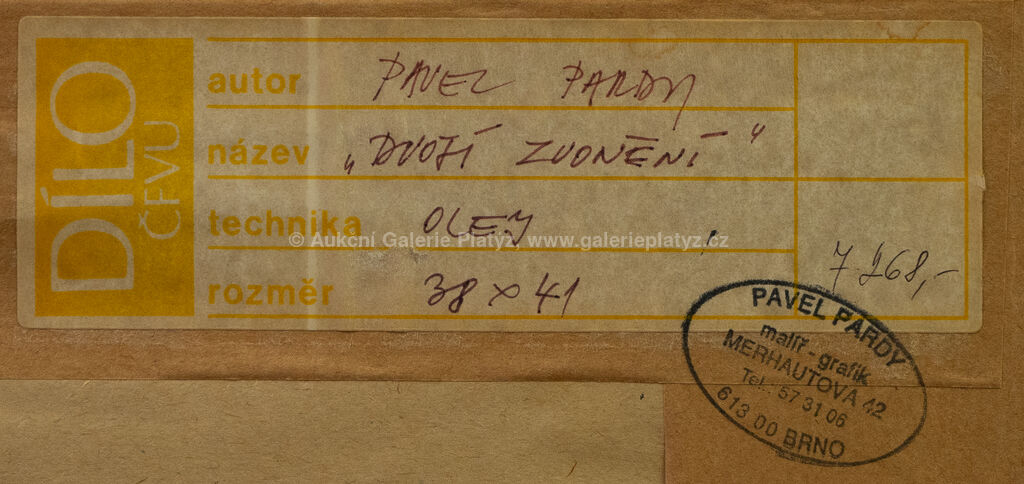 DÍLO
ČFVU
autor PAVEL PARDY
název „DVOJÍ ZVONĚNÍ"
technika OLEJ
© Aukční Galerie Platýz, www.galerieplatyz.cz
rozměr 38 x 41
7 268,-
PAVEL PARDY
malíř - grafik
MERHAUTOVA 42
Tel.: 57 31 06
613 00 BRNO